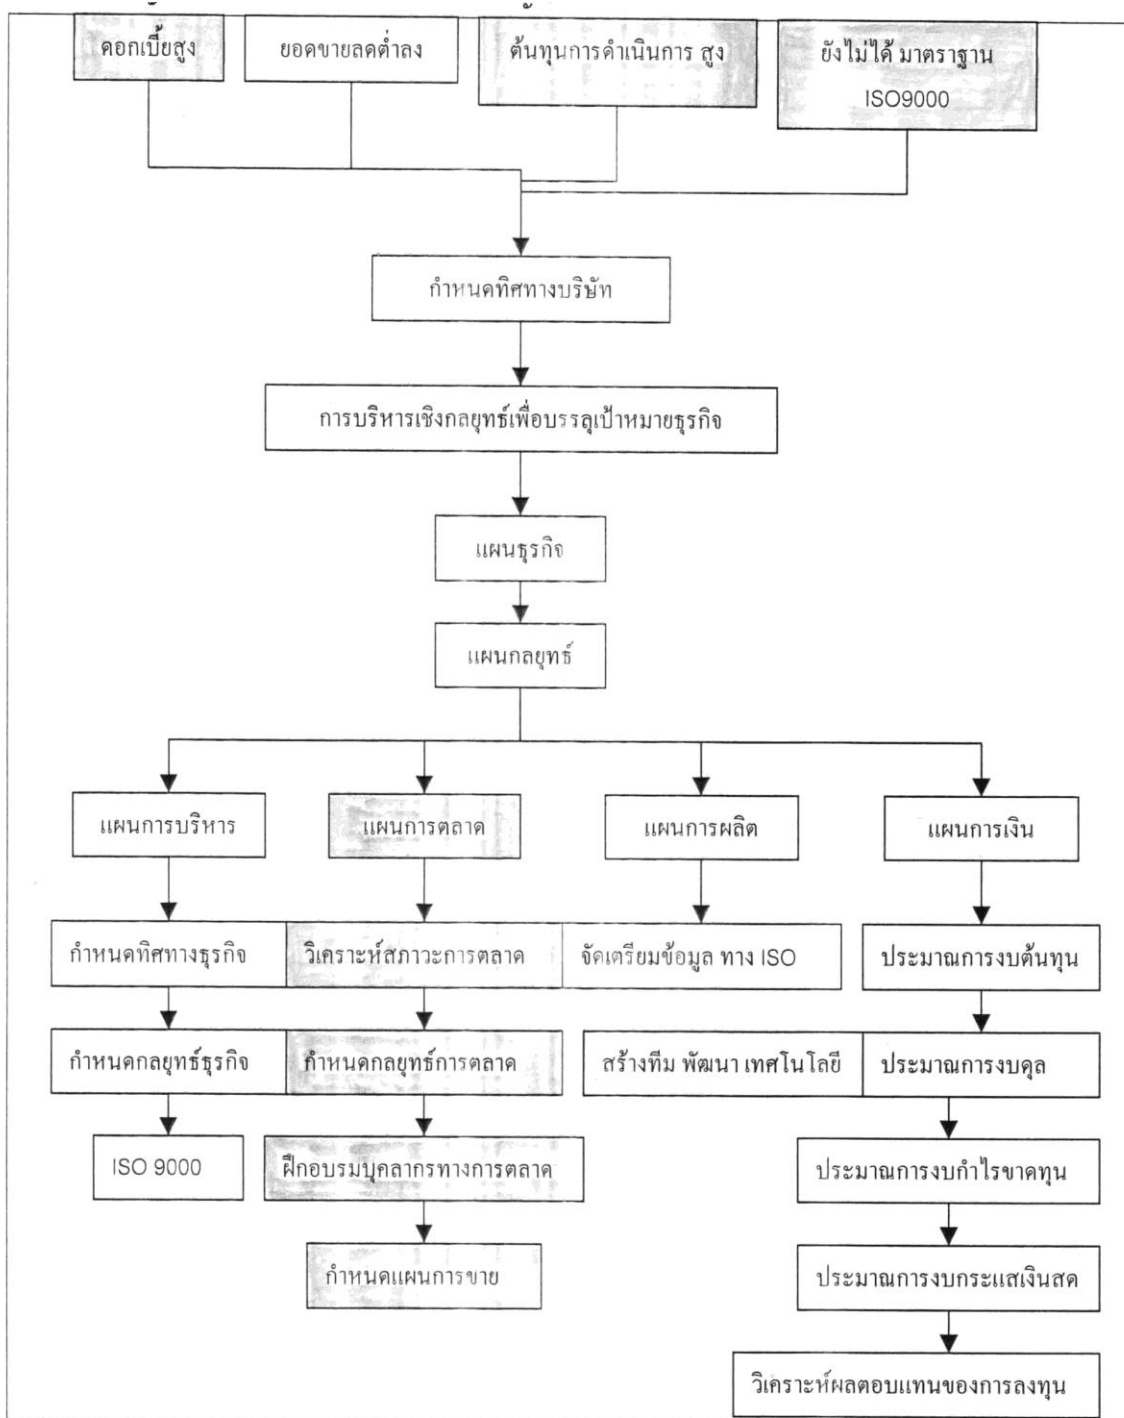 ดอกเบี้ยสูง
ยอดขายลดต่ำลง
ต้นทุนการดำเนินการ สูง
ยังไม่ได้ มาตราฐาน
ISO9000
กำหนดทิศทางบริษัท
การบริหารเชิงกลยุทธ์เพื่อบรรลุเป้าหมายธุรกิจ
แผนธุรกิจ
แผนกลยุทธ์
แผนการบริหาร
แผนการตลาด
แผนการผลิต
แผนการเงิน
กำหนดทิศทางธุรกิจ
วิเคราะห์สภาวะการตลาด
จัดเตรียมข้อมูล ทาง ISO
ประมาณการงบต้นทุน
กำหนดกลยุทธ์ธุรกิจ
กำหนดกลยุทธ์การตลาด
สร้างทีม พัฒนา เทศโนโลยี
ประมาณการงบดุล
ISO 9000
ฝึกอบรมบุคลากรทางการตลาด
ประมาณการงบกำไรขาดทุน
กำหนดแผนการขาย
ประมาณการงบกระแสเงินสด
วิเคราะห์ผลตอบแทนของการลงทุน